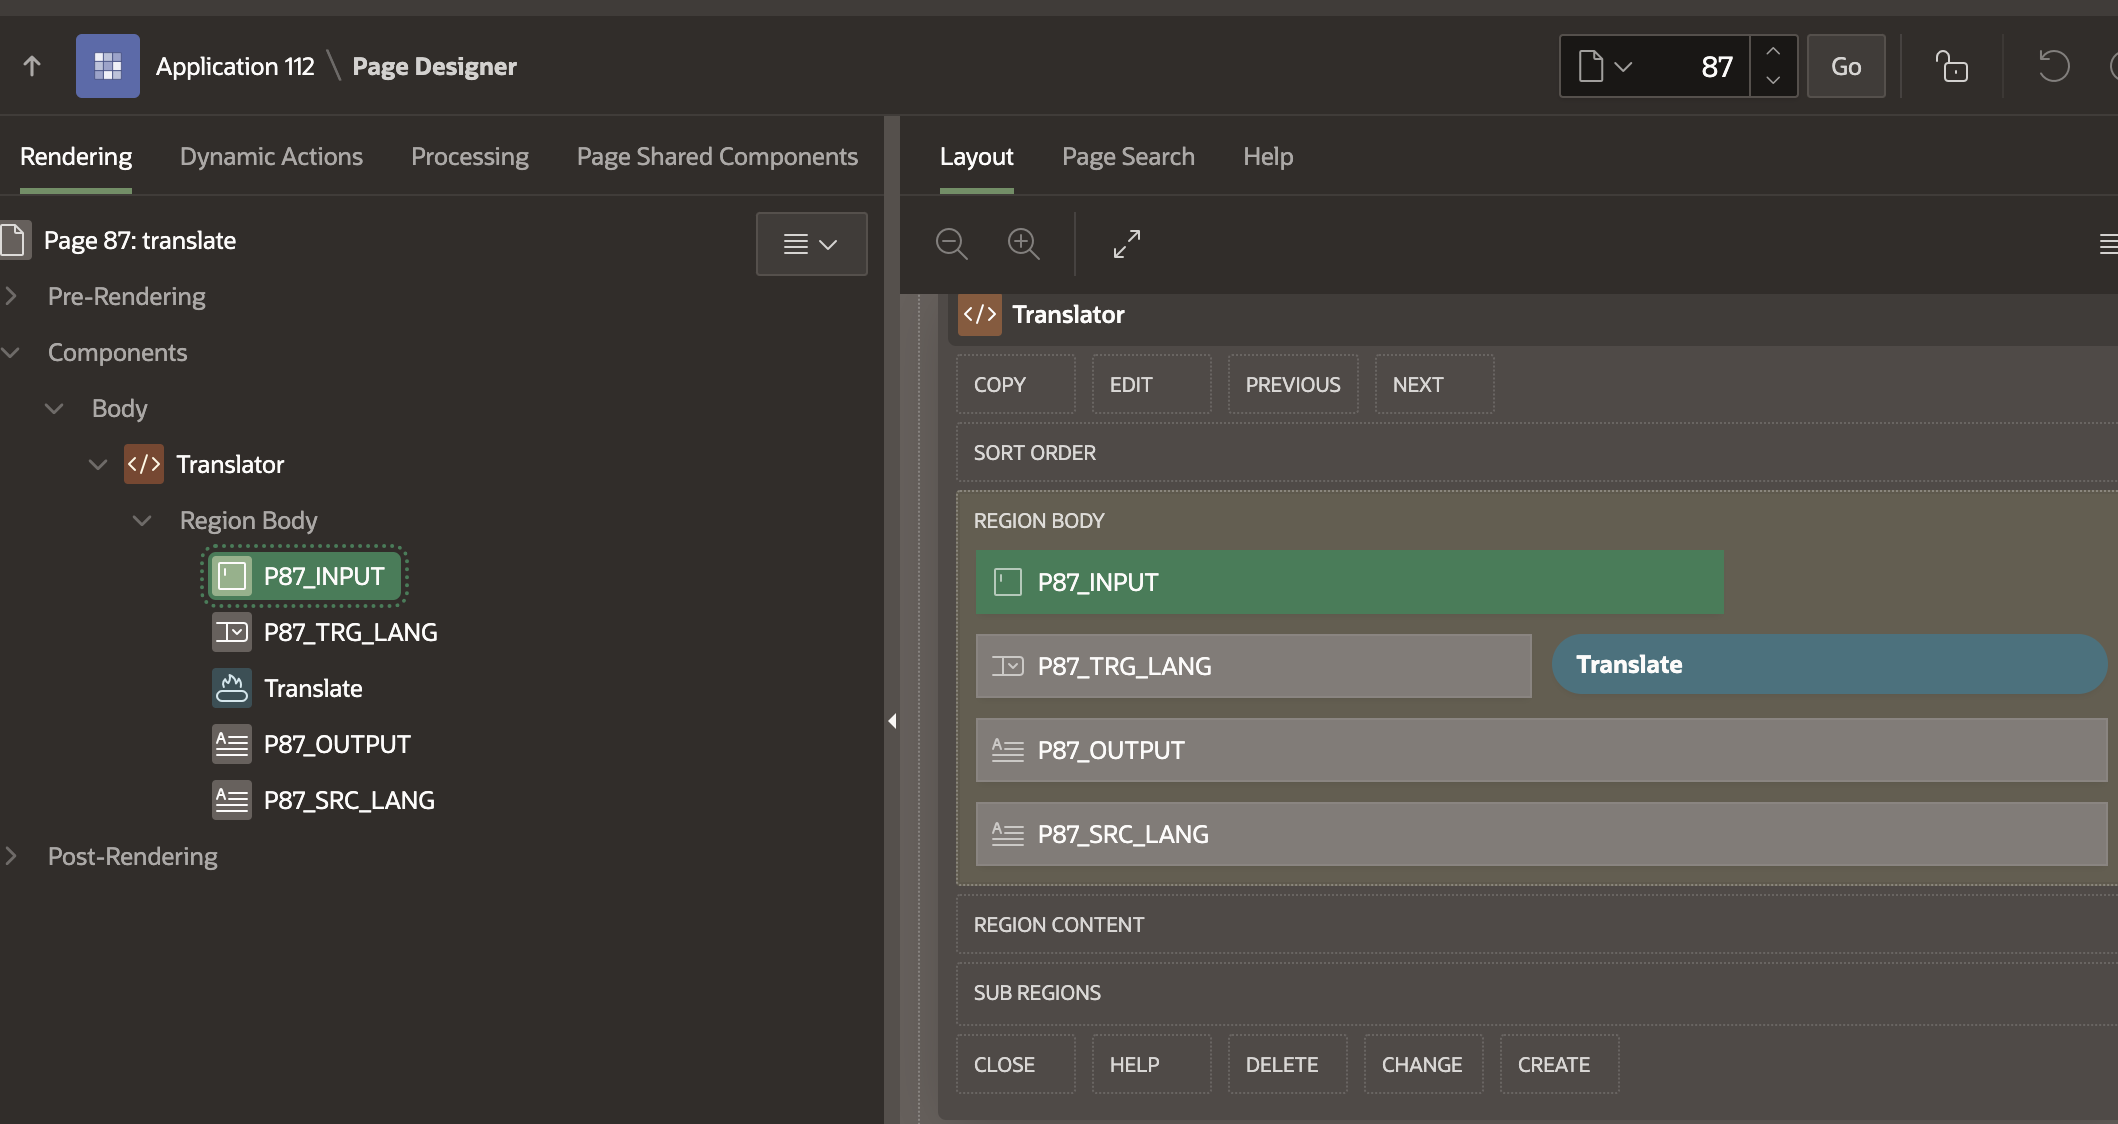 Application 112 \ Page Designer
87
Go
Rendering
Dynamic Actions
Processing
Page Shared Components
Layout
Page Search
Help
Page 87: translate
Pre-Rendering
Components
Body
</> Translator
Region Body
P87_INPUT
P87_TRG_LANG
Translate
P87_OUTPUT
P87_SRC_LANG
Post-Rendering
</> Translator
COPY
EDIT
PREVIOUS
NEXT
SORT ORDER
REGION BODY
P87_INPUT
P87_TRG_LANG
Translate
P87_OUTPUT
P87_SRC_LANG
REGION CONTENT
SUB REGIONS
CLOSE
HELP
DELETE
CHANGE
CREATE